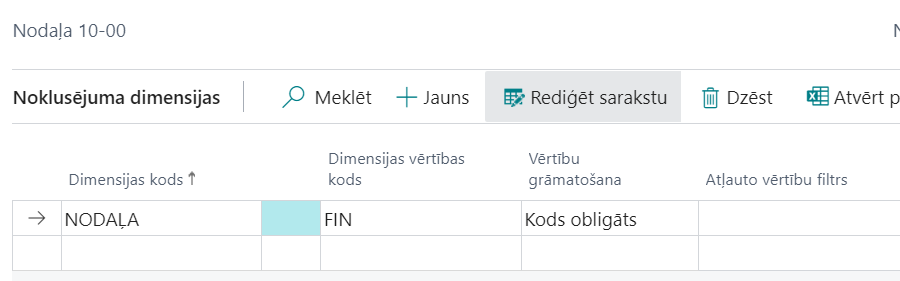 Nodaļa 10-00
Noklusējuma dimensijas Meklēt Jauns Rediģēt sarakstu Dzēst Atvērt p
Dimensijas kods ↑ Dimensijas vērtības kods Vērtību grāmatošana Atļauto vērtību filtrs
→ NODAĻA FIN Kods obligāts